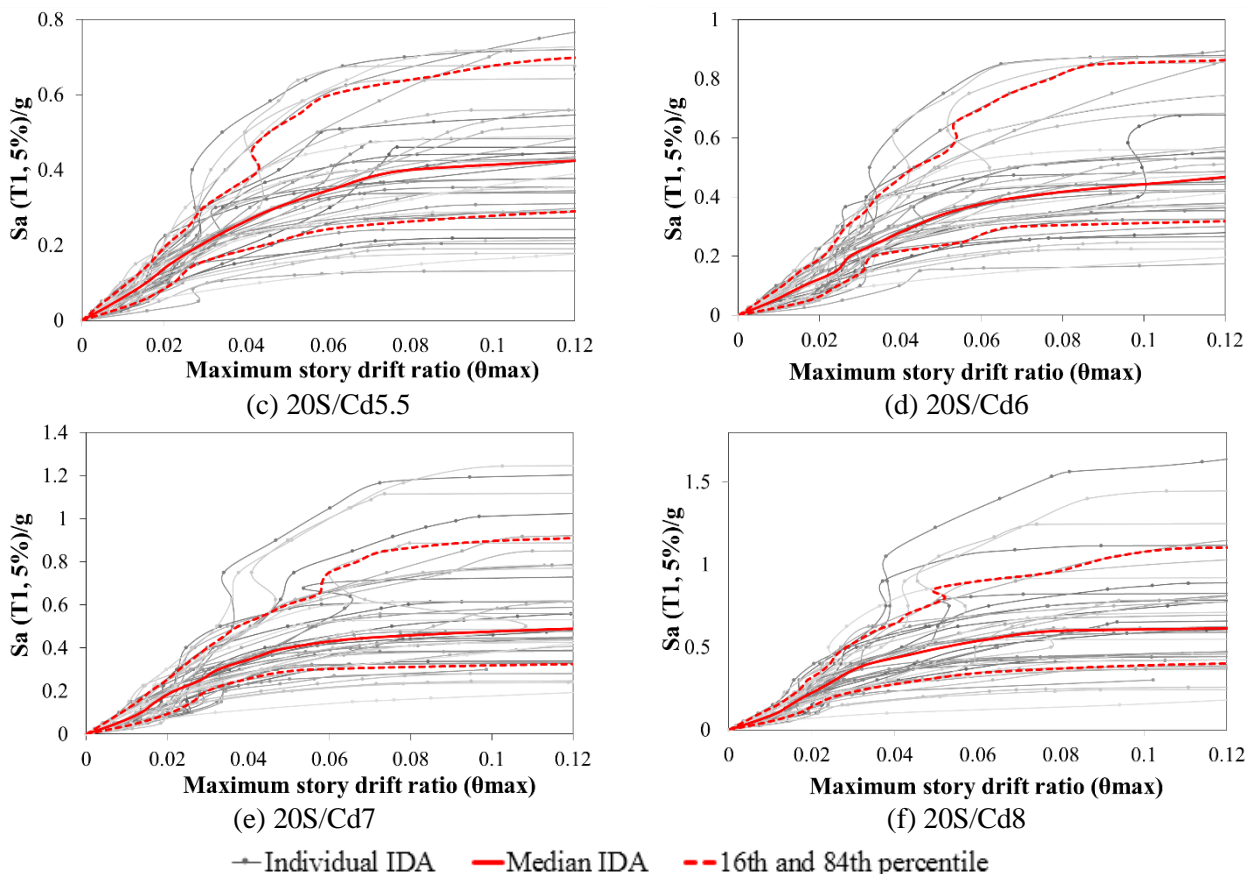 0.8
0.6
0.4
0.2
0
Sa (T1, 5%)/g
0 0.02 0.04 0.06 0.08 0.1 0.12
Maximum story drift ratio (θmax)
(c) 20S/Cd5.5
1
0.8
0.6
0.4
0.2
0
Sa (T1, 5%)/g
0 0.02 0.04 0.06 0.08 0.1 0.12
Maximum story drift ratio (θmax)
(d) 20S/Cd6
1.4
1.2
1
0.8
0.6
0.4
0.2
0
Sa (T1, 5%)/g
0 0.02 0.04 0.06 0.08 0.1 0.12
Maximum story drift ratio (θmax)
(e) 20S/Cd7
1.5
1
0.5
0
Sa (T1, 5%)/g
0 0.02 0.04 0.06 0.08 0.1 0.12
Maximum story drift ratio (θmax)
(f) 20S/Cd8
Individual IDA Median IDA 16th and 84th percentile